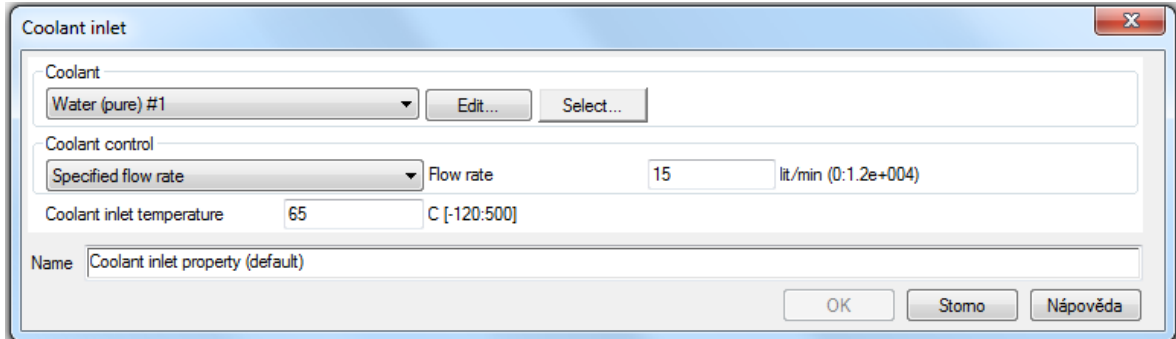 Coolant inlet
Coolant
Water (pure) #1 Edit... Select...
Coolant control
Specified flow rate Flow rate 15 lit/min (0:1.2e+004)
Coolant inlet temperature 65 C [-120:500]
Name Coolant inlet property (default)
OK Storno Nápověda